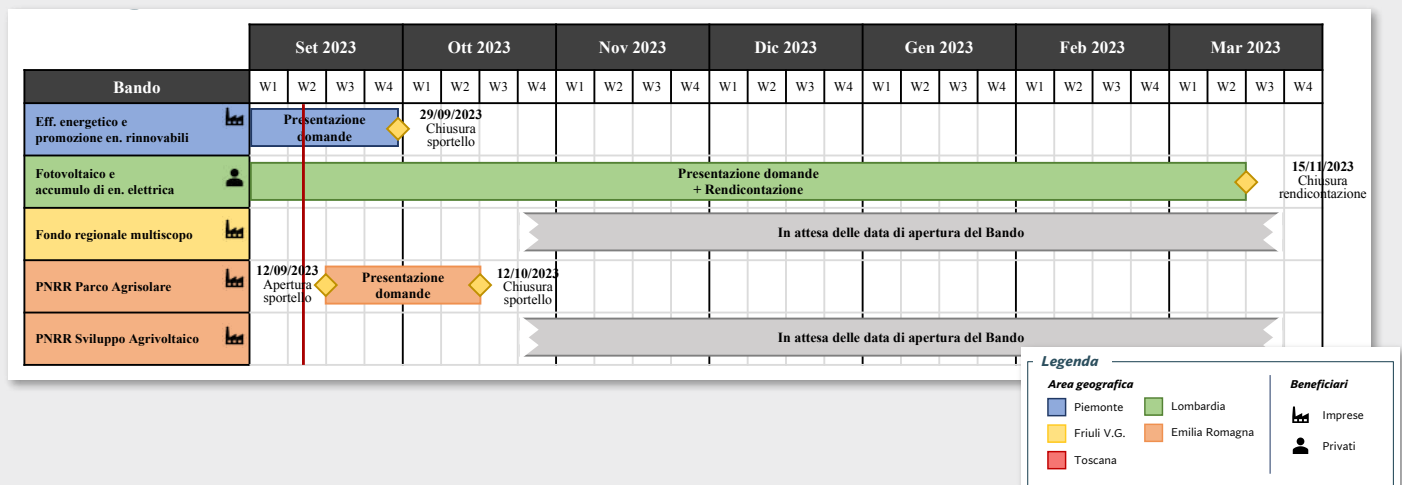 Set 2023 Ott 2023 Nov 2023 Dic 2023 Gen 2023 Feb 2023 Mar 2023
Bando W1 W2 W3 W4 W1 W2 W3 W4 W1 W2 W3 W4 W1 W2 W3 W4 W1 W2 W3 W4 W1 W2 W3 W4 W1 W2 W3 W4
Eff. energetico e
promozione en. rinnovabili
Presentazione
domande
29/09/2023
Chiusura
sportello
Fotovoltaico e
accumulo di en. elettrica
Presentazione domande
+ Rendicontazione
15/11/2023
Chiusura
rendicontazione
Fondo regionale multiscopo
In attesa delle data di apertura del Bando
PNRR Parco Agrisolare
12/09/2023
Apertura
sportello
Presentazione
domande
12/10/2023
Chiusura
sportello
PNRR Sviluppo Agrivoltaico
In attesa delle data di apertura del Bando
Legenda
Area geografica
Piemonte Lombardia
Friuli V.G. Emilia Romagna
Toscana
Beneficiari
Imprese
Privati